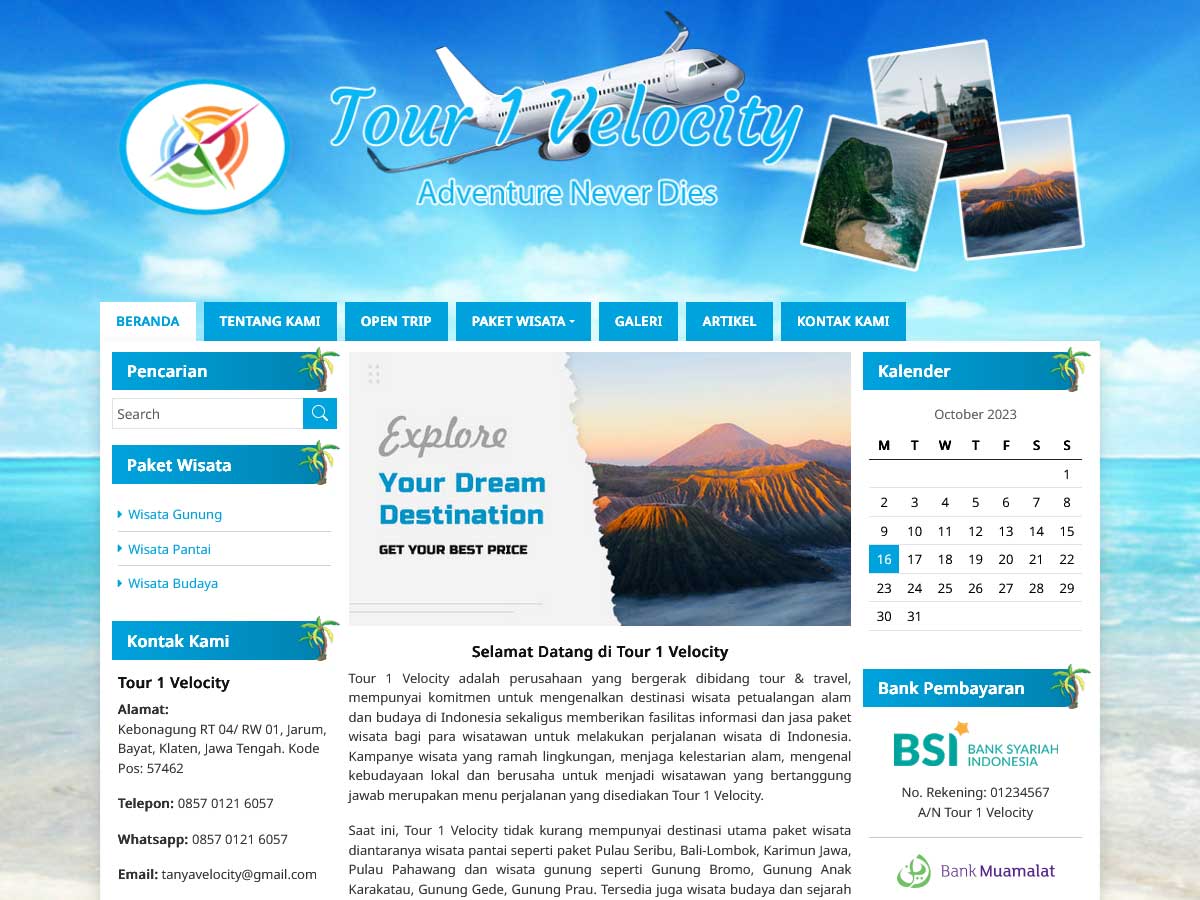 Tour 1 Velocity
Adventure Never Dies
BERANDA
TENTANG KAMI
OPEN TRIP
PAKET WISATA
GALERI
ARTIKEL
KONTAK KAMI
Pencarian
Search
Paket Wisata
Wisata Gunung
Wisata Pantai
Wisata Budaya
Kontak Kami
Tour 1 Velocity
Alamat:
Kebonagung RT 04/ RW 01, Jarum,
Bayat, Klaten, Jawa Tengah. Kode
Pos: 57462
Telepon: 0857 0121 6057
Whatsapp: 0857 0121 6057
Email: tanyavelocity@gmail.com
Explore
Your Dream
Destination
GET YOUR BEST PRICE
Selamat Datang di Tour 1 Velocity
Tour 1 Velocity adalah perusahaan yang bergerak dibidang tour & travel,
mempunyai komitmen untuk mengenalkan destinasi wisata petualangan alam
dan budaya di Indonesia sekaligus memberikan fasilitas informasi dan jasa paket
wisata bagi para wisatawan untuk melakukan perjalanan wisata di Indonesia.
Kampanye wisata yang ramah lingkungan, menjaga kelestarian alam, mengenal
kebudayaan lokal dan berusaha untuk menjadi wisatawan yang bertanggung
jawab merupakan menu perjalanan yang disediakan Tour 1 Velocity.
Saat ini, Tour 1 Velocity tidak kurang mempunyai destinasi utama paket wisata
diantaranya wisata pantai seperti paket Pulau Seribu, Bali-Lombok, Karimun Jawa,
Pulau Pahawang dan wisata gunung seperti Gunung Bromo, Gunung Anak
Karakatau, Gunung Gede, Gunung Prau. Tersedia juga wisata budaya dan sejarah
Kalender
October 2023
M T W T F S S
1
2 3 4 5 6 7 8
9 10 11 12 13 14 15
16 17 18 19 20 21 22
23 24 25 26 27 28 29
30 31
Bank Pembayaran
BSI BANK SYARIAH
INDONESIA
No. Rekening: 01234567
A/N Tour 1 Velocity
Bank Muamalat